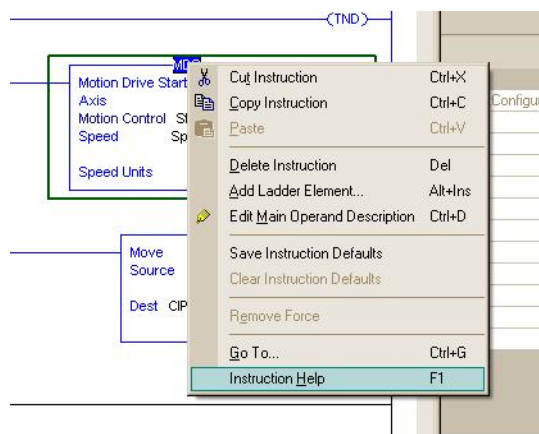 (TND)
Motion Drive Start
Axis
Motion Control
Speed
Speed Units
Cut Instruction Ctrl+X
Copy Instruction Ctrl+C
Paste Ctrl+V
Delete Instruction Del
Add Ladder Element... Alt+Ins
Edit Main Operand Description Ctrl+D
Save Instruction Defaults
Clear Instruction Defaults
Remove Force
Go To... Ctrl+G
Instruction Help F1
Move
Source
Dest CIP